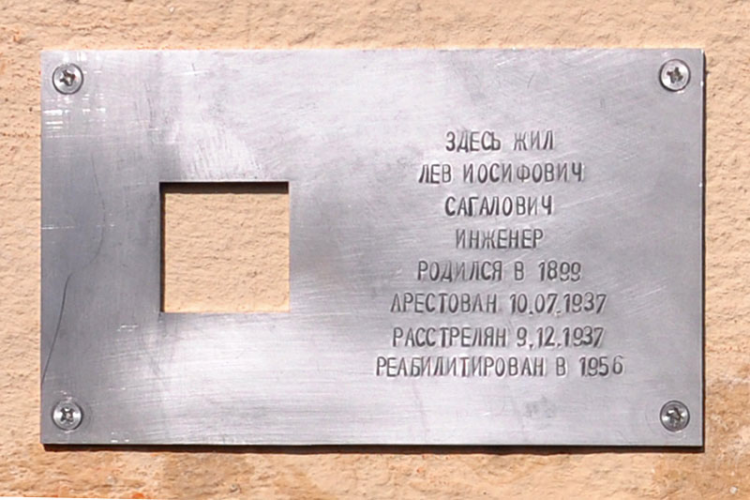 ЗДЕСЬ ЖИЛ
ЛЕВ ИОСИФОВИЧ
САГАЛОВИЧ
ИНЖЕНЕР
РОДИЛСЯ В 1899
АРЕСТОВАН 10.07.1937
РАССТРЕЛЯН 9.12.1937
РЕАБИЛИТИРОВАН В 1956